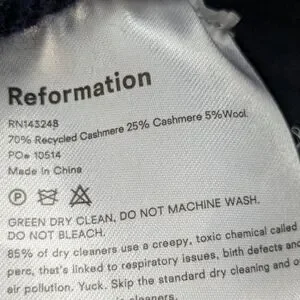 Reformation
RN143248
70% Recycled Cashmere 25% Cashmere 5%Wool.
PO# 10514
Made in China
P
GREEN DRY CLEAN, DO NOT MACHINE WASH.
DO NOT BLEACH.
85% of dry cleaners use a creepy, toxic chemical called
perc, that's linked to respiratory issues, birth defects and
air pollution. Yuck. Skip the standard dry cleaning and
cleaners.